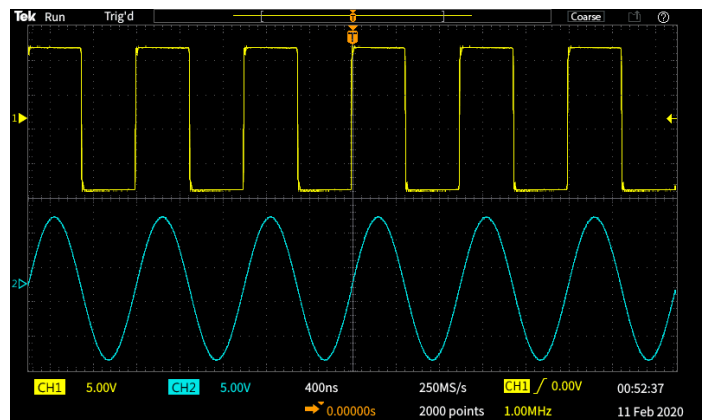 Tek Run Trig'd T Coarse
T
1
2
CH1 5.00V CH2 5.00V 400ns 250MS/s CH1 0.00V 00:52:37
0.00000s 2000 points 1.00MHz 11 Feb 2020